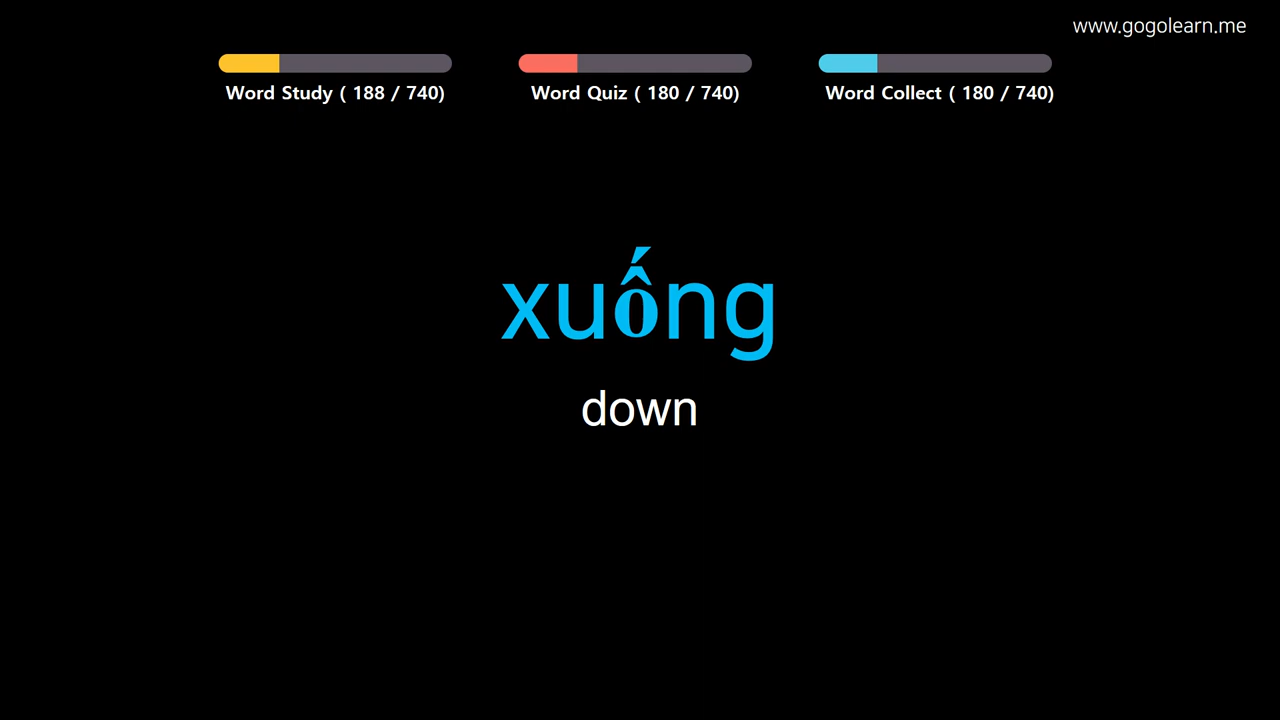 www.gogolearn.me
Word Study ( 188 / 740)
Word Quiz ( 180 / 740)
Word Collect ( 180 / 740)
xuống
down